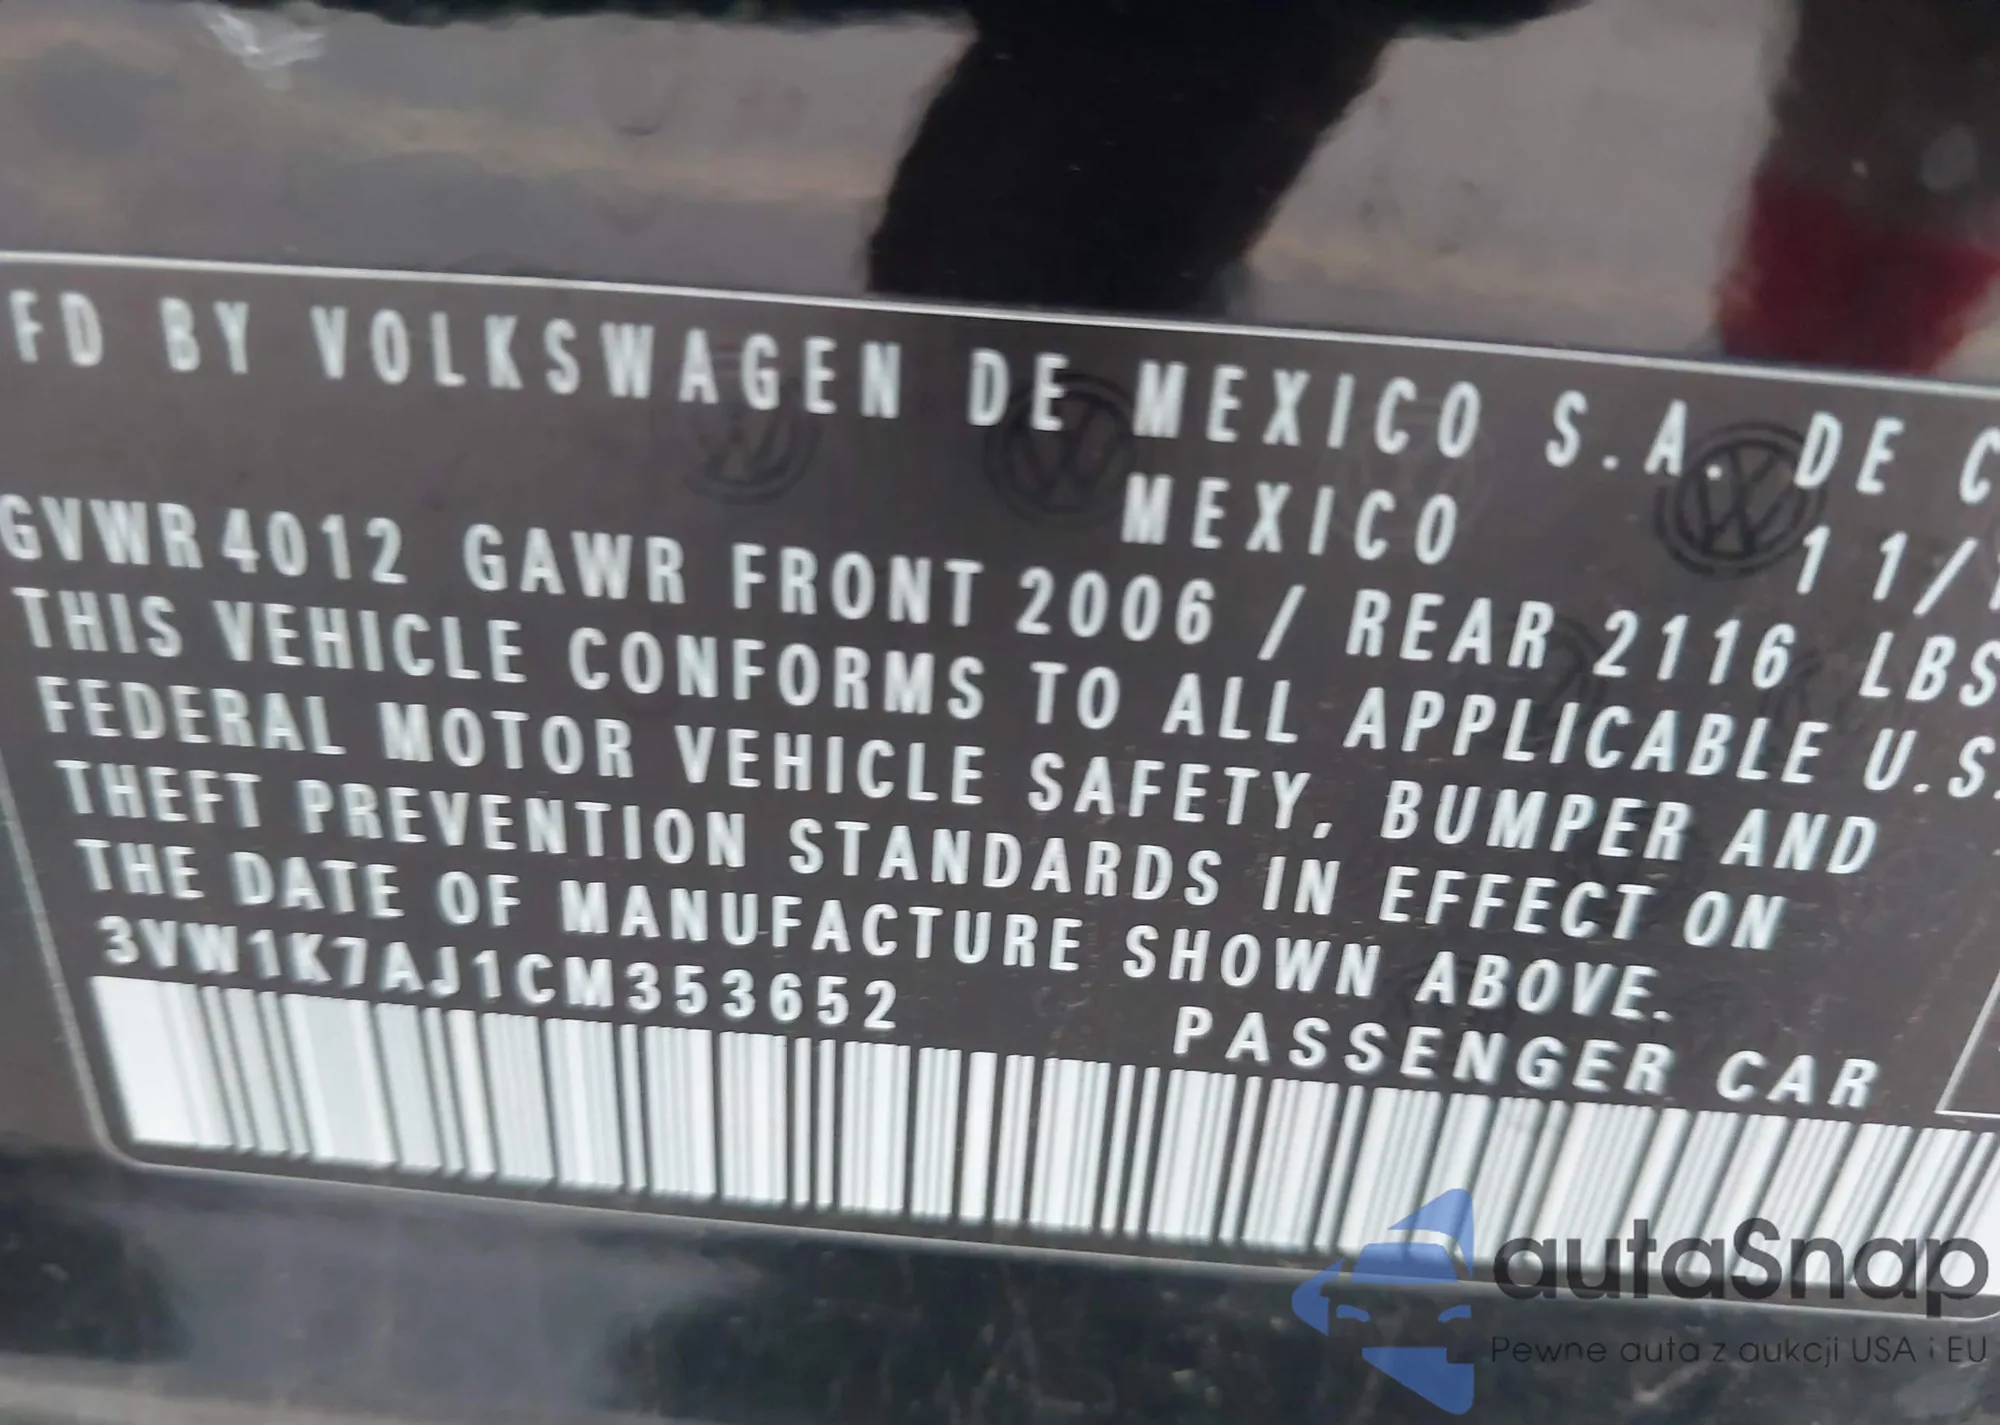 FD BY VOLKSWAGEN DE MEXICO S.A. DE C
MEXICO 11/1
GVWR 4012 GAWR FRONT 2006 / REAR 2116 LBS
THIS VEHICLE CONFORMS TO ALL APPLICABLE U.S.
FEDERAL MOTOR VEHICLE SAFETY, BUMPER AND
THEFT PREVENTION STANDARDS IN EFFECT ON
THE DATE OF MANUFACTURE SHOWN ABOVE.
3VW1K7AJ1CM353652 PASSENGER CAR
autaSnap
Pewne auta z aukcji USA i EU